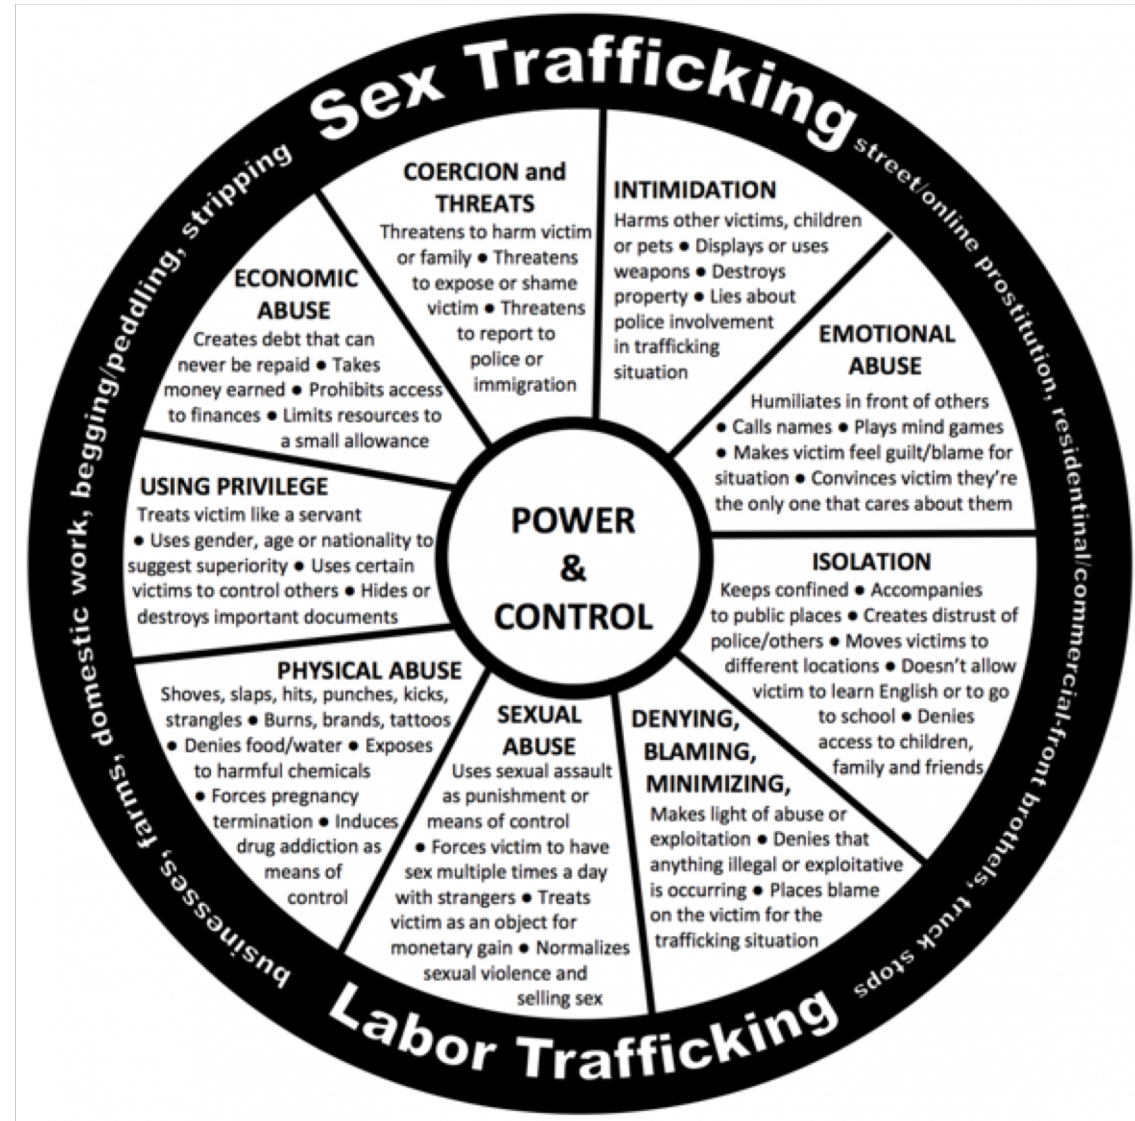 Sex Trafficking
street/online prostitution, residentinal/commercial-front brothels, truck stops
Labor Trafficking
businesses, farms, domestic work, begging/peddling, stripping
POWER
&
CONTROL
COERCION and
THREATS
Threatens to harm victim
or family ● Threatens
to expose or shame
victim ● Threatens
to report to
police or
immigration
INTIMIDATION
Harms other victims, children
or pets ● Displays or uses
weapons ● Destroys
property ● Lies about
police involvement
in trafficking
situation
EMOTIONAL
ABUSE
Humiliates in front of others
● Calls names ● Plays mind games
● Makes victim feel guilt/blame for
situation ● Convinces victim they’re
the only one that cares about them
ISOLATION
Keeps confined ● Accompanies
to public places ● Creates distrust of
police/others ● Moves victims to
different locations ● Doesn’t allow
victim to learn English or to go
to school ● Denies
access to children,
family and friends
DENYING,
BLAMING,
MINIMIZING,
Makes light of abuse or
exploitation ● Denies that
anything illegal or exploitative
is occurring ● Places blame
on the victim for the
trafficking situation
SEXUAL
ABUSE
Uses sexual assault
as punishment or
means of control
● Forces victim to have
sex multiple times a day
with strangers ● Treats
victim as an object for
monetary gain ● Normalizes
sexual violence and
selling sex
PHYSICAL ABUSE
Shoves, slaps, hits, punches, kicks,
strangles ● Burns, brands, tattoos
● Denies food/water ● Exposes
to harmful chemicals
● Forces pregnancy
termination ● Induces
drug addiction as
means of
control
USING PRIVILEGE
Treats victim like a servant
● Uses gender, age or nationality to
suggest superiority ● Uses certain
victims to control others ● Hides or
destroys important documents
ECONOMIC
ABUSE
Creates debt that can
never be repaid ● Takes
money earned ● Prohibits access
to finances ● Limits resources to
a small allowance